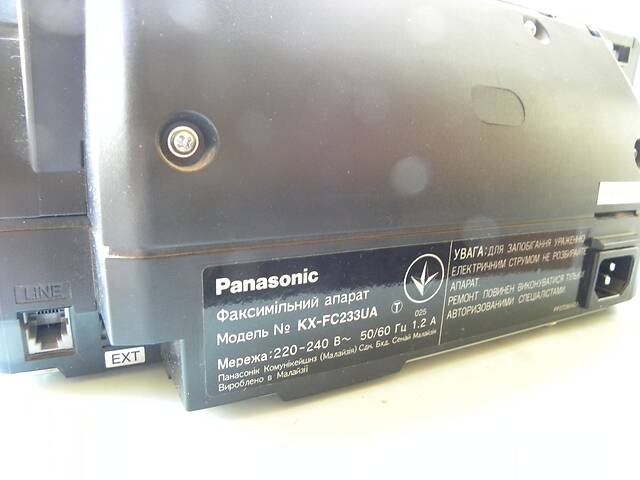 Panasonic
Факсимільний апарат
Модель № KX-FC233UA
T
025
Мережа: 220-240 В~ 50/60 Гц 1.2 А
Панасонік Комунікейшнз (Малайзія) Сдн. Бхд. Сенай Малайзія
Вироблено в Малайзії
УВАГА: ДЛЯ ЗАПОБІГАННЯ УРАЖЕННЮ
ЕЛЕКТРИЧНИМ СТРУМОМ НЕ РОЗБИРАЙТЕ
АПАРАТ.
РЕМОНТ ПОВИНЕН ВИКОНУВАТИСЯ ТІЛЬКИ
АВТОРИЗОВАНИМИ СПЕЦІАЛІСТАМИ.
LINE
EXT